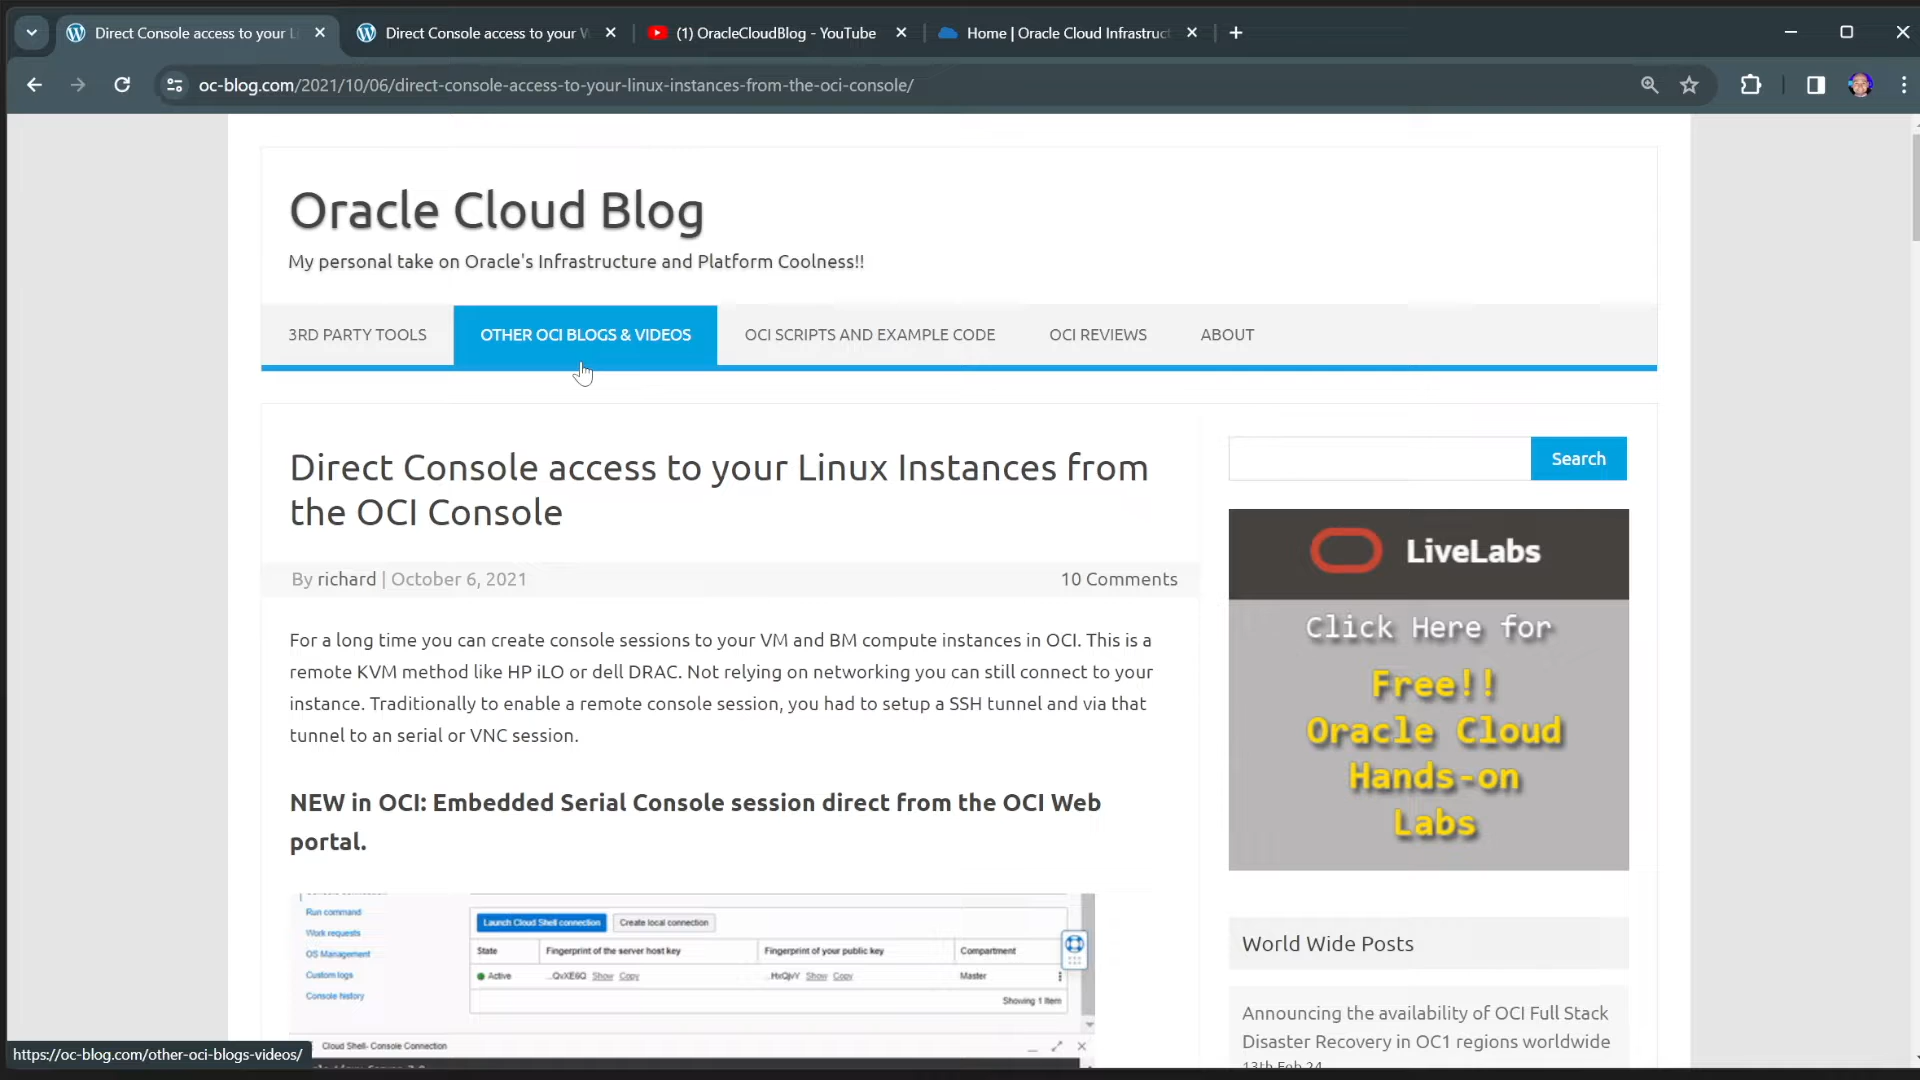 Direct Console access to your L
Direct Console access to your W
(1) OracleCloudBlog - YouTube
Home | Oracle Cloud Infrastruct
oc-blog.com/2021/10/06/direct-console-access-to-your-linux-instances-from-the-oci-console/
Oracle Cloud Blog
My personal take on Oracle's Infrastructure and Platform Coolness!!
3RD PARTY TOOLS
OTHER OCI BLOGS & VIDEOS
OCI SCRIPTS AND EXAMPLE CODE
OCI REVIEWS
ABOUT
Direct Console access to your Linux Instances from
the OCI Console
By richard | October 6, 2021
10 Comments
For a long time you can create console sessions to your VM and BM compute instances in OCI. This is a
remote KVM method like HP iLO or dell DRAC. Not relying on networking you can still connect to your
instance. Traditionally to enable a remote console session, you had to setup a SSH tunnel and via that
tunnel to an serial or VNC session.
NEW in OCI: Embedded Serial Console session direct from the OCI Web
portal.
Run command
Work requests
OS Management
Custom logs
Console history
Launch Cloud Shell connection
Create local connection
State
Fingerprint of the server host key
Fingerprint of your public key
Compartment
Active
...QvXE6Q Show Copy
...HxQjvY Show Copy
Master
Showing 1 Item
Cloud Shell- Console Connection
Search
LiveLabs
Click Here for
Free!!
Oracle Cloud
Hands-on
Labs
World Wide Posts
Announcing the availability of OCI Full Stack
Disaster Recovery in OC1 regions worldwide
13th Feb 24
https://oc-blog.com/other-oci-blogs-videos/